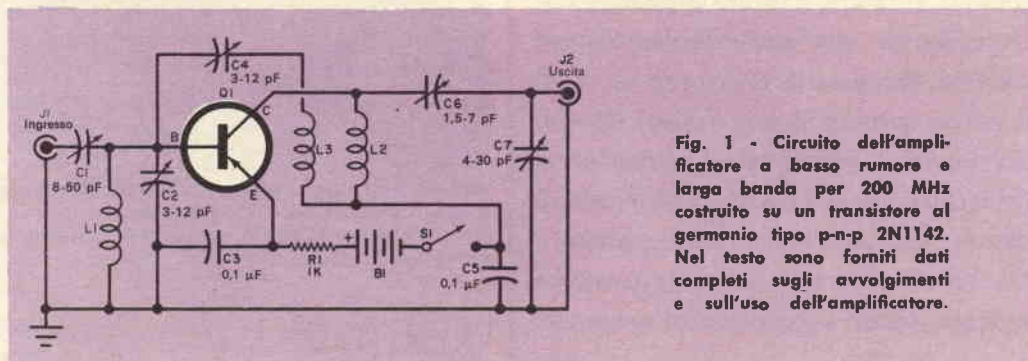 J1
Ingresso
C1
8-50 pF
L1
C2
3-12 pF
B
Q1
C
E
C4
3-12 pF
C3
0,1 µF
R1
1K
+
B1
S1
L3
L2
C5
0,1 µF
C6
1,5-7 pF
C7
4-30 pF
J2
Uscita
Fig. 1 - Circuito dell'ampli-
ficatore a basso rumore e
larga banda per 200 MHz
costruito su un transistore al
germanio tipo p-n-p 2N1142.
Nel testo sono forniti dati
completi sugli avvolgimenti
e sull'uso dell'amplificatore.